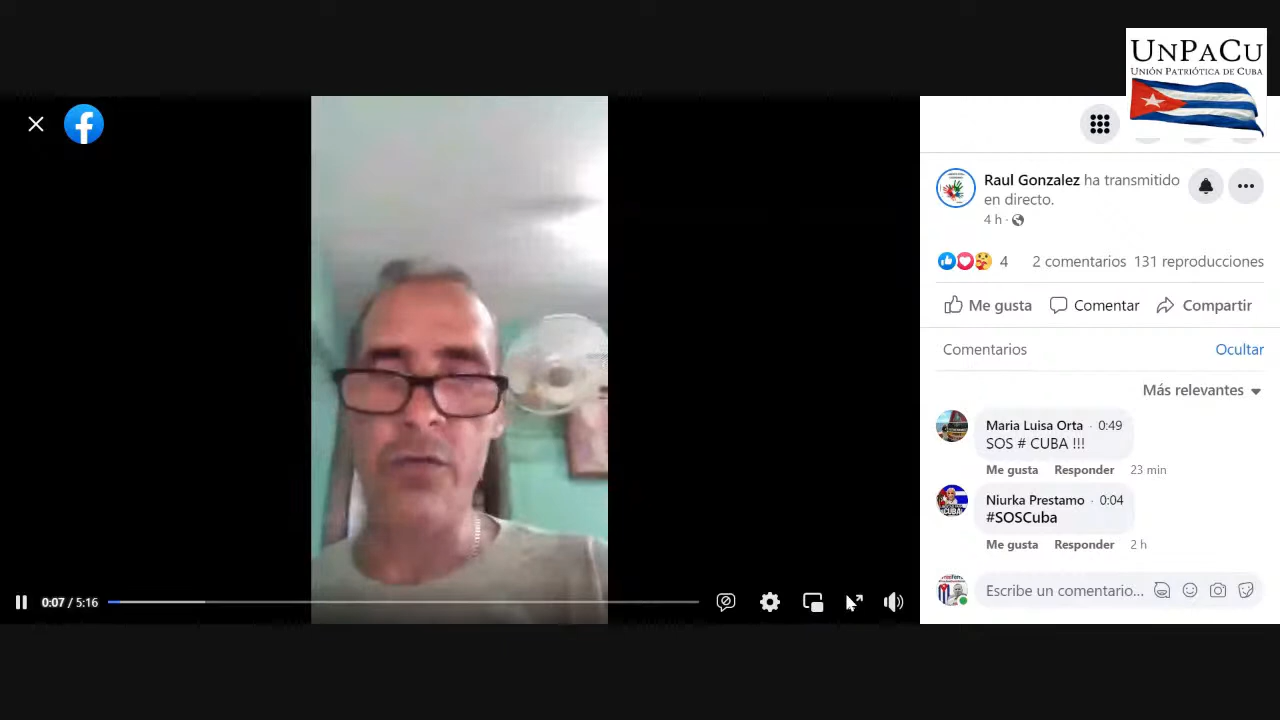 UNPACU
UNIÓN PATRIÓTICA DE CUBA
Raul Gonzalez ha transmitido
en directo.
4 h ·
4 2 comentarios 131 reproducciones
Me gusta Comentar Compartir
Comentarios Ocultar
Más relevantes
Maria Luisa Orta · 0:49
SOS # CUBA !!!
Me gusta Responder 23 min
Niurka Prestamo · 0:04
#SOSCuba
Me gusta Responder 2 h
Escribe un comentario...
0:07 / 5:16